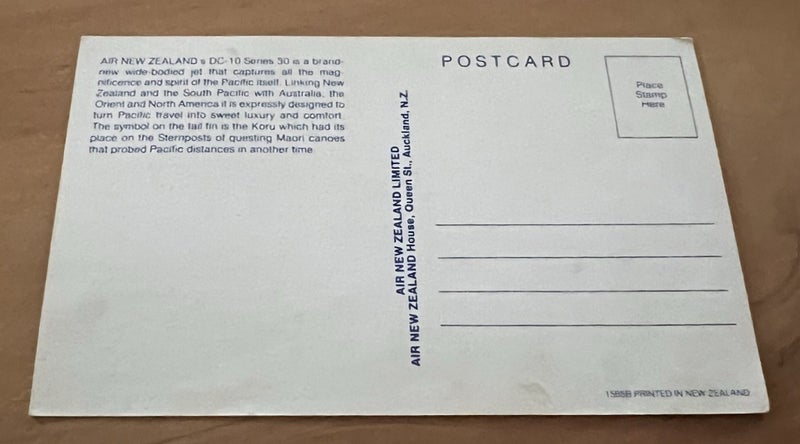 AIR NEW ZEALAND's DC-10 Series 30 is a brand-
new wide-bodied jet that captures all the mag-
nificence and spirit of the Pacific itself. Linking New
Zealand and the South Pacific with Australia, the
Orient and North America it is expressly designed to
turn Pacific travel into sweet luxury and comfort.
The symbol on the tail fin is the Koru which had its
place on the Sternposts of questing Maori canoes
that probed Pacific distances in another time.
AIR NEW ZEALAND LIMITED
AIR NEW ZEALAND House, Queen St., Auckland, N.Z.
POSTCARD
Place
Stamp
Here
PRINTED IN NEW ZEALAND